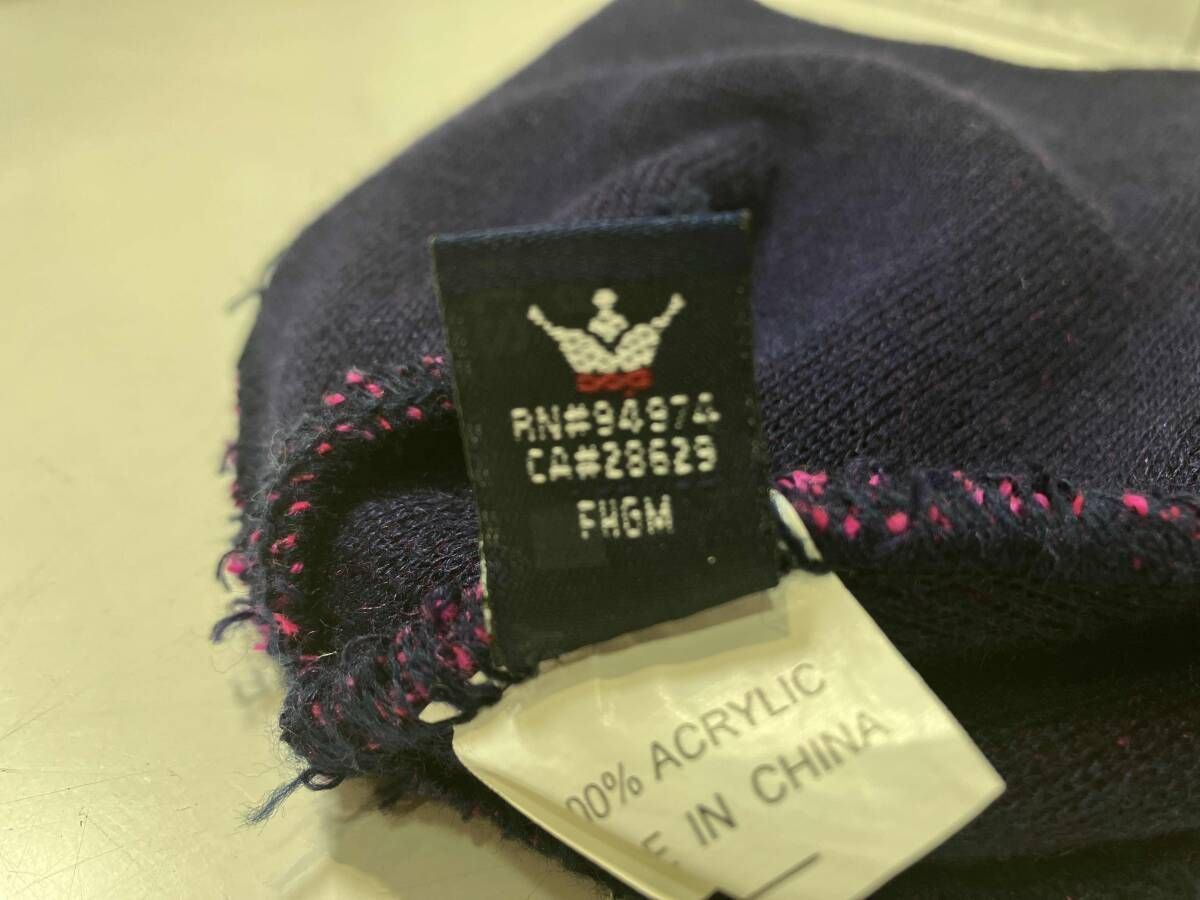 RN#94974
CA#28629
FHGM
00% ACRYLIC
E IN CHINA